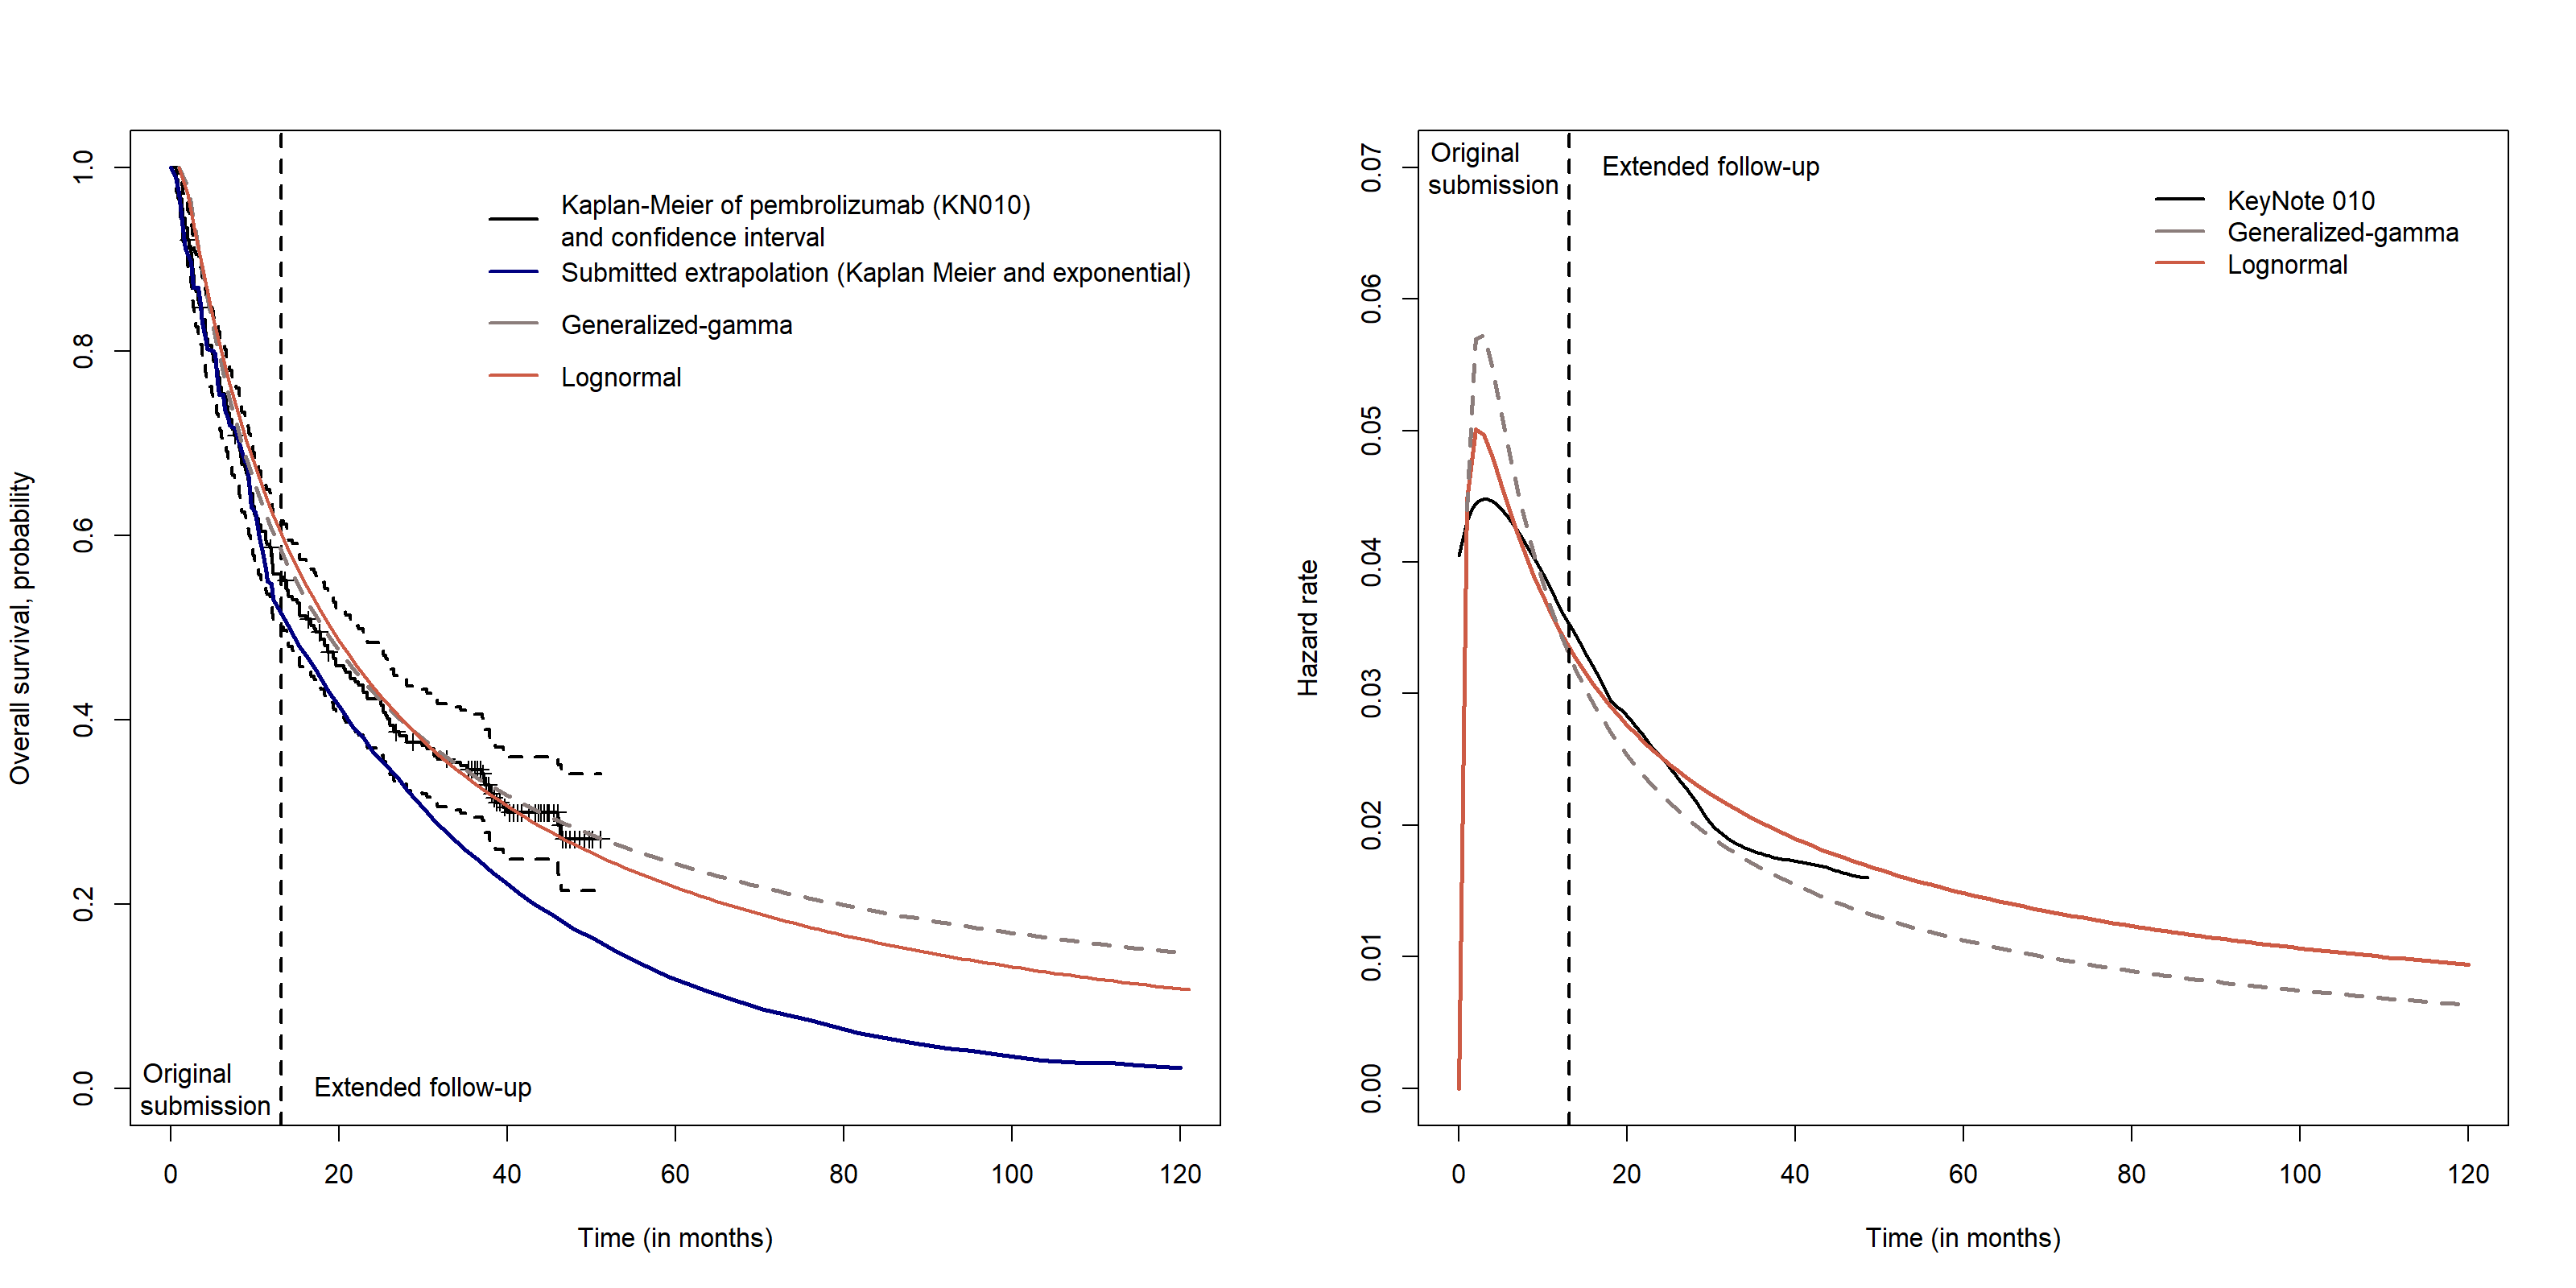 Overall survival, probability
1.0
0.8
0.6
0.4
0.2
0.0
Kaplan-Meier of pembrolizumab (KN010)
and confidence interval
Submitted extrapolation (Kaplan Meier and exponential)
Generalized-gamma
Lognormal
Original
submission
Extended follow-up
0 20 40 60 80 100 120
Time (in months)
Hazard rate
0.07
0.06
0.05
0.04
0.03
0.02
0.01
0.00
Original
submission
Extended follow-up
KeyNote 010
Generalized-gamma
Lognormal
0 20 40 60 80 100 120
Time (in months)